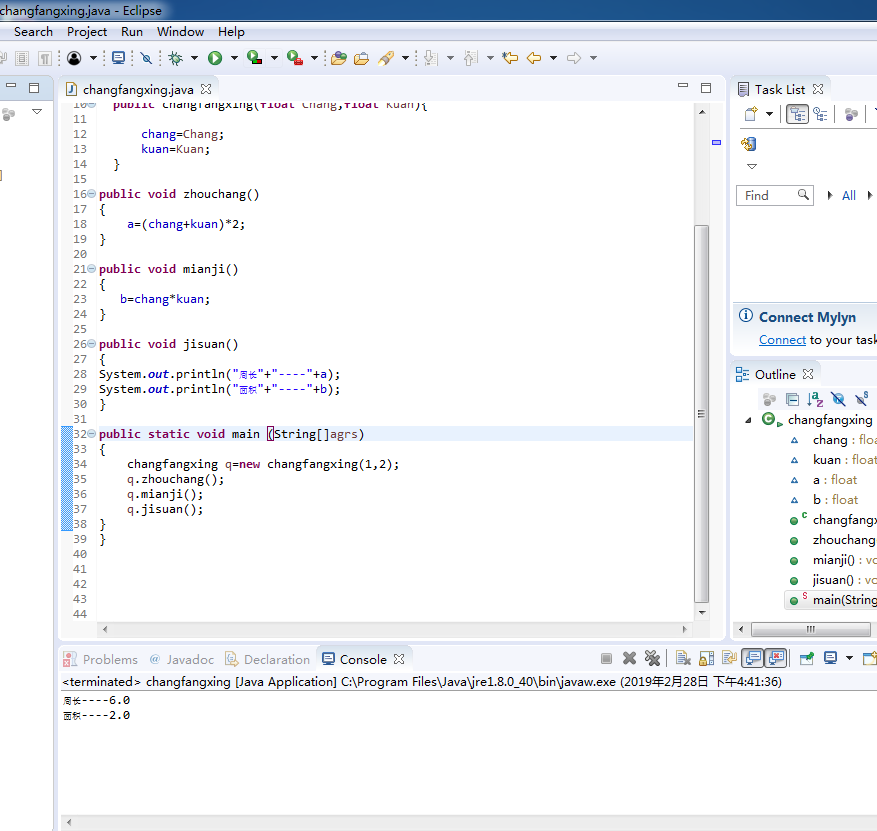 changfangxing.java - Eclipse
Search Project Run Window Help
changfangxing.java
10 public changfangxing(float Chang,float Kuan){
11
12 chang=Chang;
13 kuan=Kuan;
14 }
15
16 public void zhouchang()
17 {
18 a=(chang+kuan)*2;
19 }
20
21 public void mianji()
22 {
23 b=chang*kuan;
24 }
25
26 public void jisuan()
27 {
28 System.out.println("周长"+"----"+a);
29 System.out.println("面积"+"----"+b);
30 }
31
32 public static void main (String[]agrs)
33 {
34 changfangxing q=new changfangxing(1,2);
35 q.zhouchang();
36 q.mianji();
37 q.jisuan();
38 }
39 }
40
41
42
43
44
Task List
Find All
Connect Mylyn
Connect to your task
Outline
changfangxing
chang : floa
kuan : float
a : float
b : float
changfangx
zhouchang
mianji() : vo
jisuan() : vo
main(String
Problems @ Javadoc Declaration Console
<terminated> changfangxing [Java Application] C:\Program Files\Java\jre1.8.0_40\bin\javaw.exe (2019年2月28日 下午4:41:36)
周长----6.0
面积----2.0